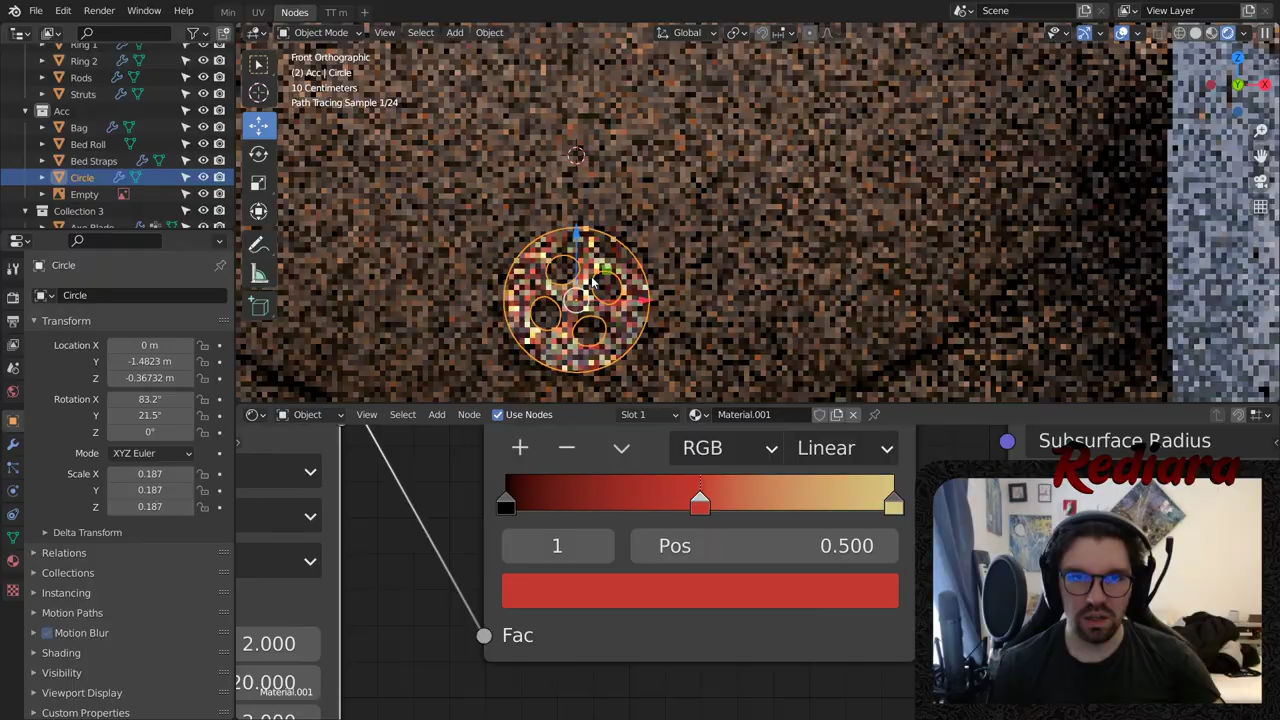 File Edit Render Window Help Min UV Nodes TT m + Scene View Layer
Object Mode View Select Add Object Global
Ring 1
Ring 2
Rods
Struts
Acc
Bag
Bed Roll
Bed Straps
Circle
Empty
Collection 3
Axe Blade
Front Orthographic
(2) Acc | Circle
10 Centimeters
Path Tracing Sample 1/24
X
Y
Z
Circle
Circle
Transform
Location X 0 m
Y -1.4823 m
Z -0.36732 m
Rotation X 83.2°
Y 21.5°
Z 0°
Mode XYZ Euler
Scale X 0.187
Y 0.187
Z 0.187
Delta Transform
Relations
Collections
Instancing
Motion Paths
Motion Blur
Shading
Visibility
Viewport Display
Custom Properties
Object View Select Add Node Use Nodes Slot 1 Material.001
RGB Linear
1 Pos 0.500
Fac
2.000
20.000
Material.001
Subsurface Radius
Rediara